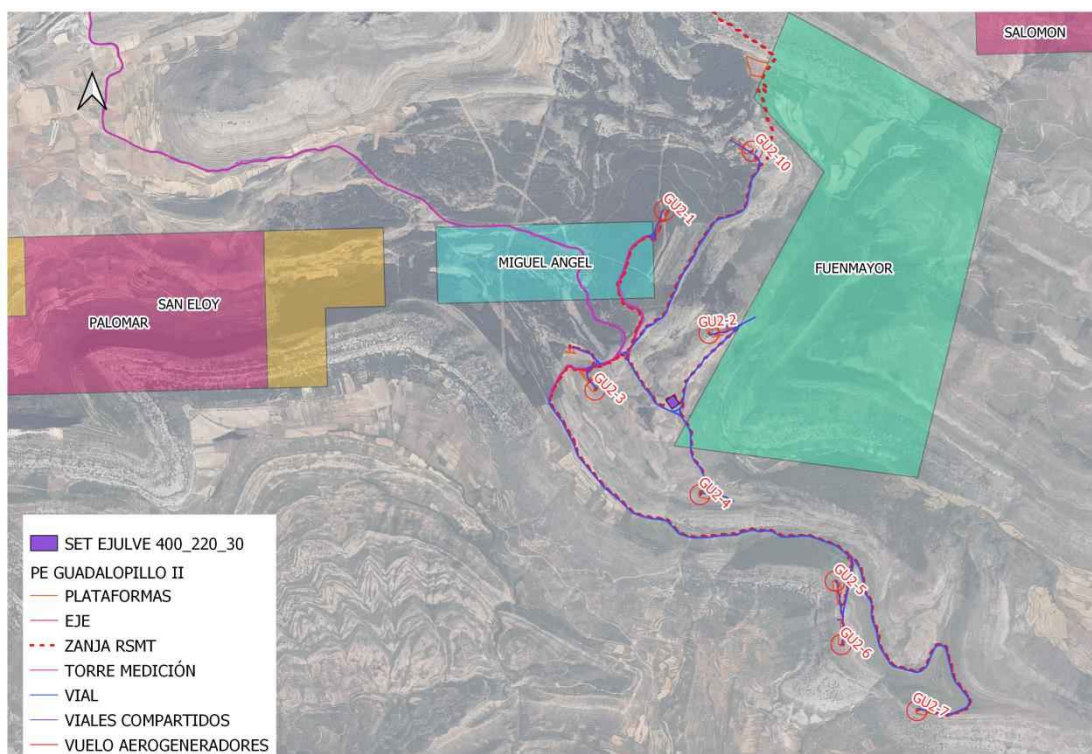 SALOMON
GU2-10
GU2-1
MIGUEL ANGEL
FUENMAYOR
SAN ELOY
PALOMAR
GU2-2
GU2-3
GU2-4
GU2-5
GU2-6
GU2-7
SET EJULVE 400_220_30
PE GUADALOPILLO II
PLATAFORMAS
EJE
ZANJA RSMT
TORRE MEDICIÓN
VIAL
VIALES COMPARTIDOS
VUELO AEROGENERADORES